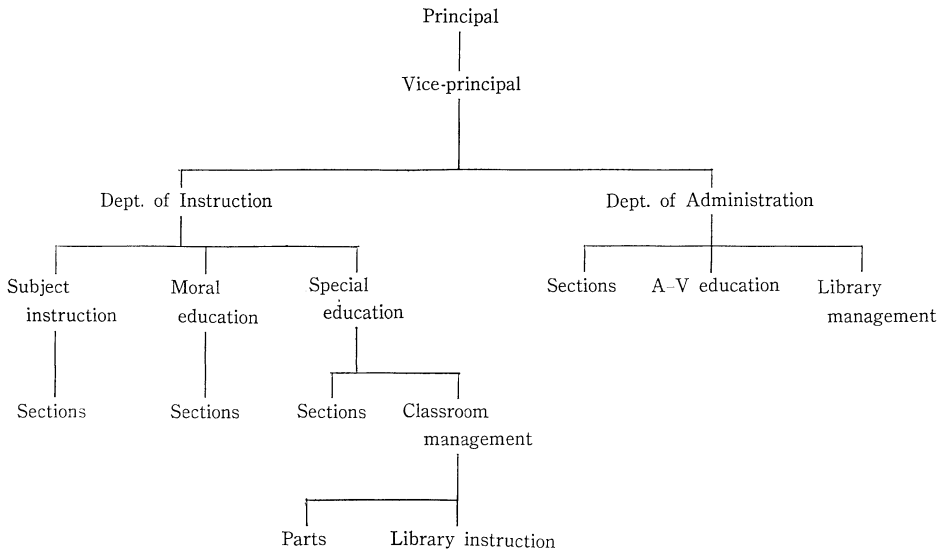 Principal
Vice-principal
Dept. of Instruction
Dept. of Administration
Subject
instruction
Moral
education
Special
education
Sections
A-V education
Library
management
Sections
Sections
Sections
Classroom
management
Parts
Library instruction